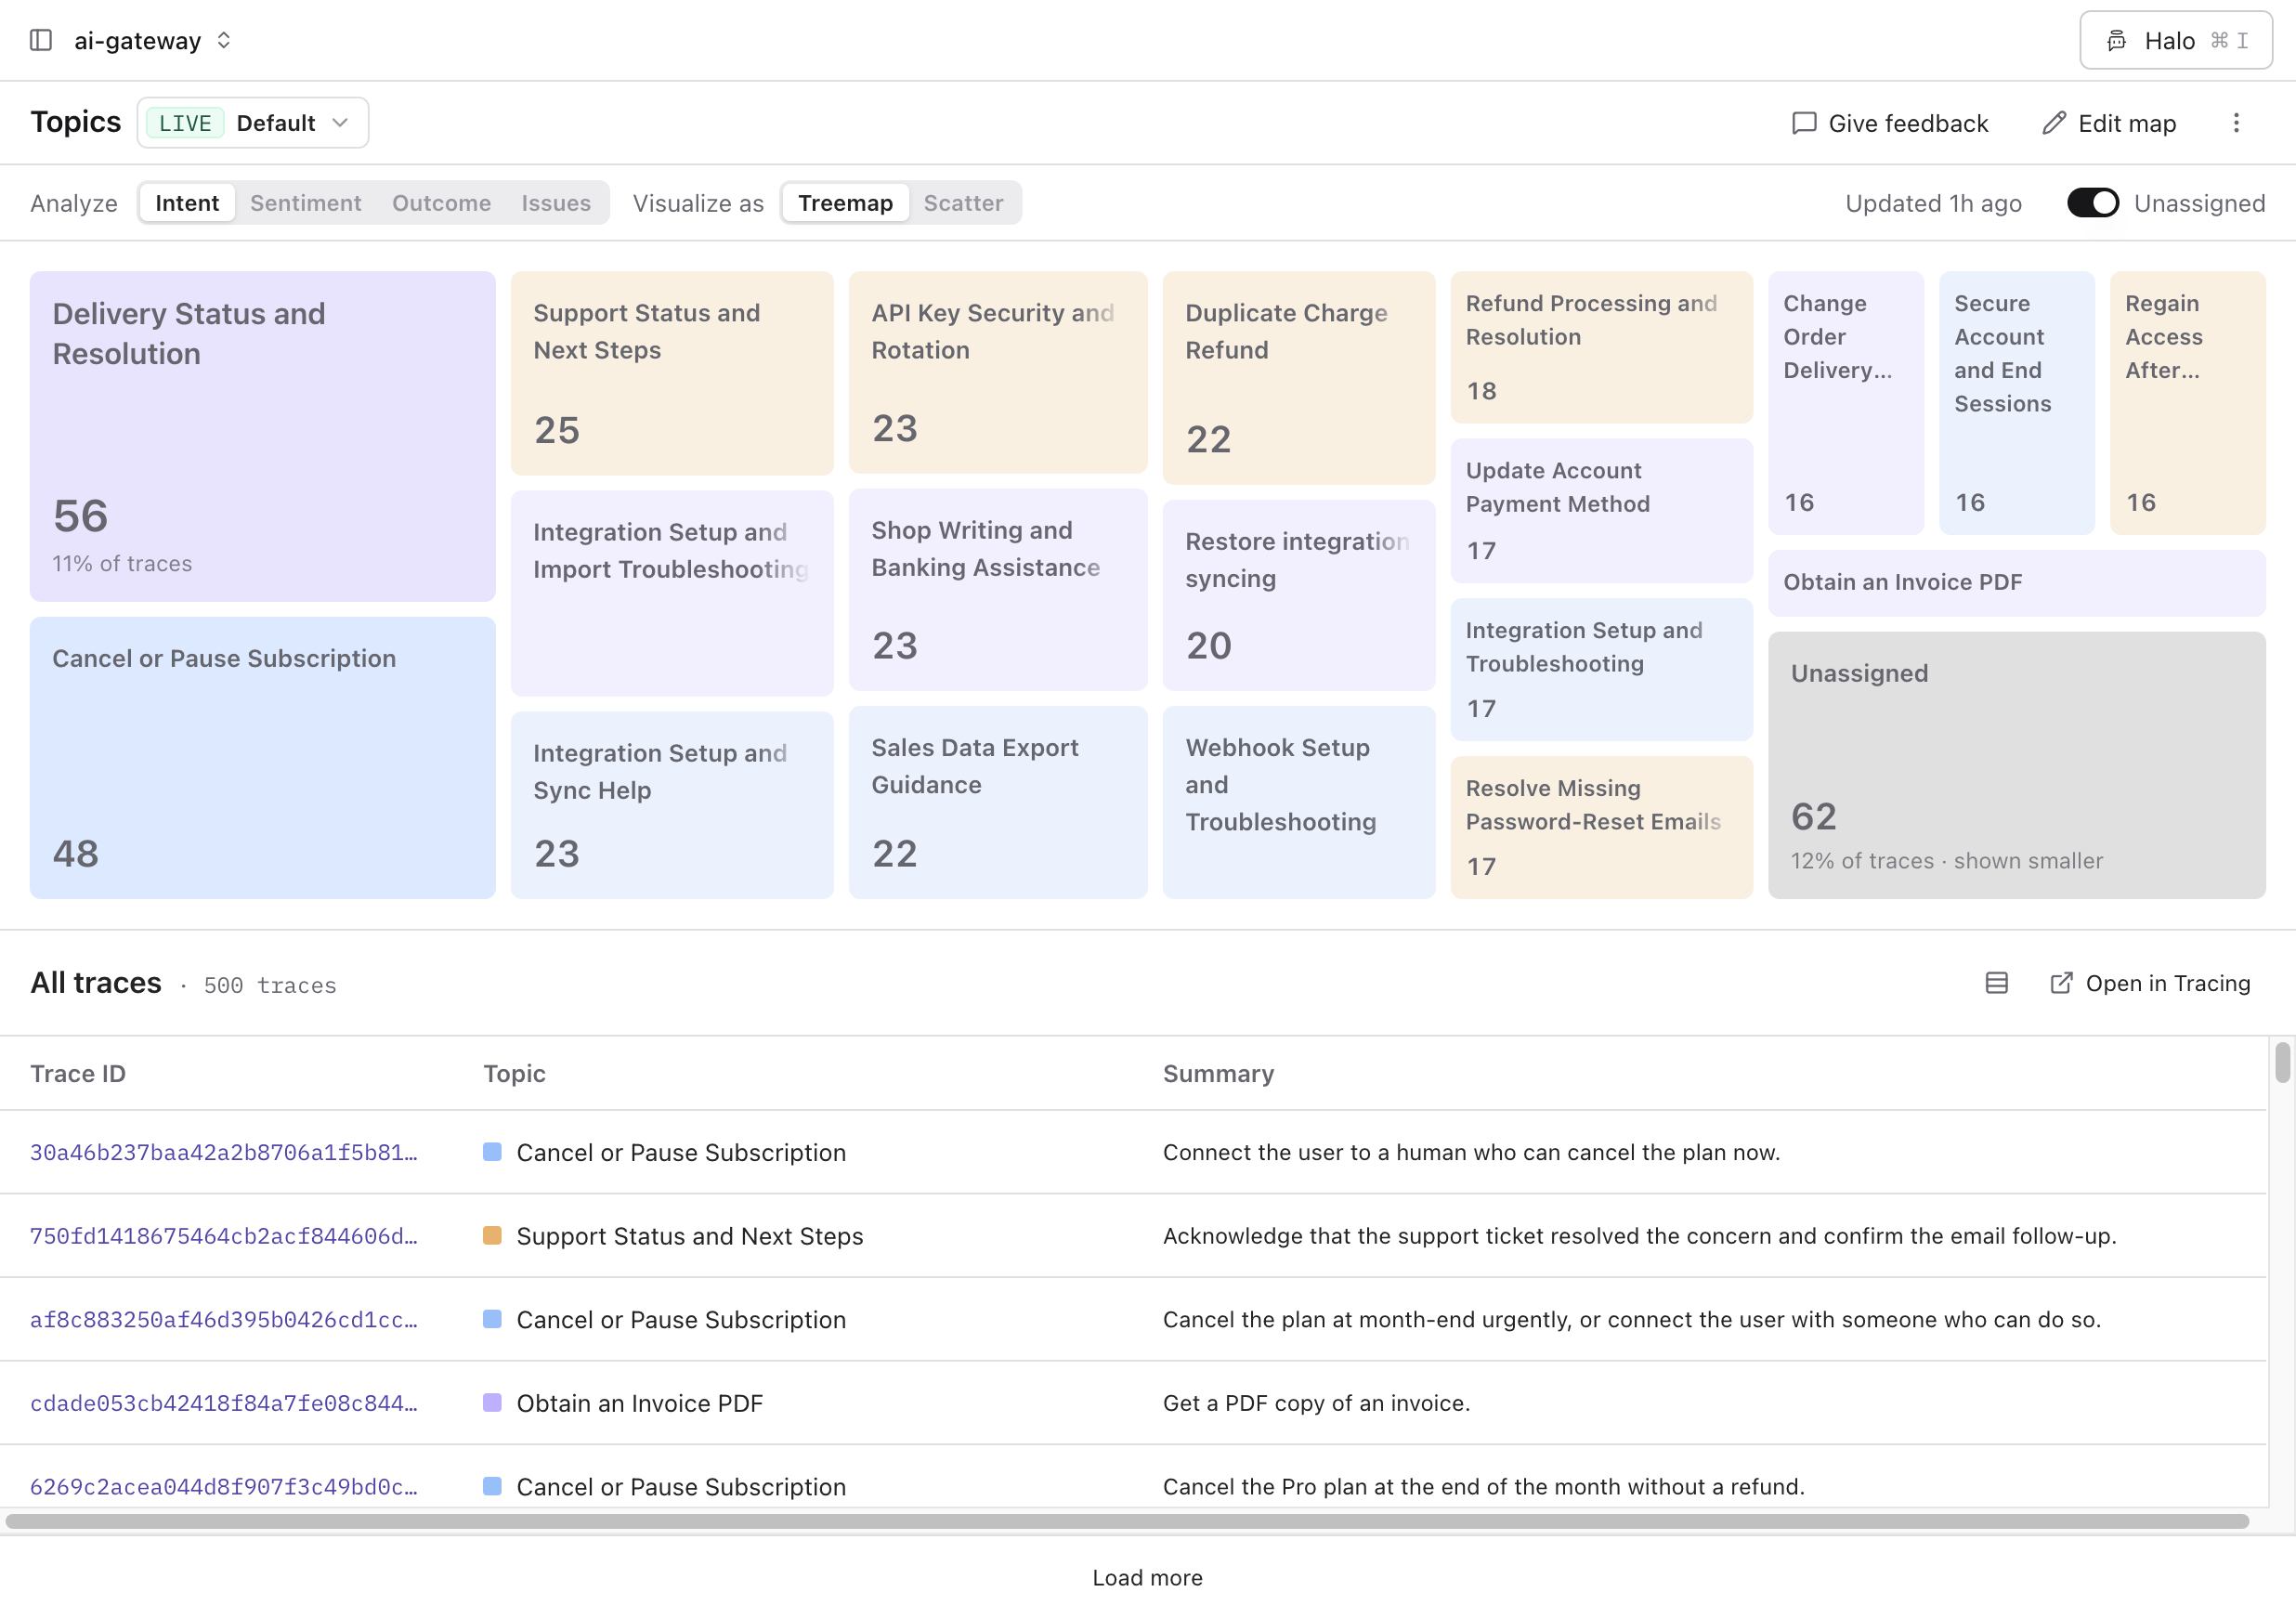 ai-gateway
Halo ⌘ I
Topics
LIVE Default
Give feedback
Edit map
Analyze
Intent Sentiment Outcome Issues
Visualize as
Treemap Scatter
Updated 1h ago
Unassigned
Delivery Status and
Resolution
56
11% of traces
Cancel or Pause Subscription
48
Support Status and
Next Steps
25
Integration Setup and
Import Troubleshooting
Integration Setup and
Sync Help
23
API Key Security and
Rotation
23
Shop Writing and
Banking Assistance
23
Sales Data Export
Guidance
22
Duplicate Charge
Refund
22
Restore integration
syncing
20
Webhook Setup
and
Troubleshooting
Refund Processing and
Resolution
18
Update Account
Payment Method
17
Integration Setup and
Troubleshooting
17
Resolve Missing
Password-Reset Emails
17
Change
Order
Delivery...
16
Secure
Account
and End
Sessions
16
Regain
Access
After...
16
Obtain an Invoice PDF
Unassigned
62
12% of traces · shown smaller
All traces · 500 traces
Open in Tracing
Trace ID Topic Summary
30a46b237baa42a2b8706a1f5b81… Cancel or Pause Subscription Connect the user to a human who can cancel the plan now.
750fd1418675464cb2acf844606d… Support Status and Next Steps Acknowledge that the support ticket resolved the concern and confirm the email follow-up.
af8c883250af46d395b0426cd1cc… Cancel or Pause Subscription Cancel the plan at month-end urgently, or connect the user with someone who can do so.
cdade053cb42418f84a7fe08c844… Obtain an Invoice PDF Get a PDF copy of an invoice.
6269c2acea044d8f907f3c49bd0c… Cancel or Pause Subscription Cancel the Pro plan at the end of the month without a refund.
Load more